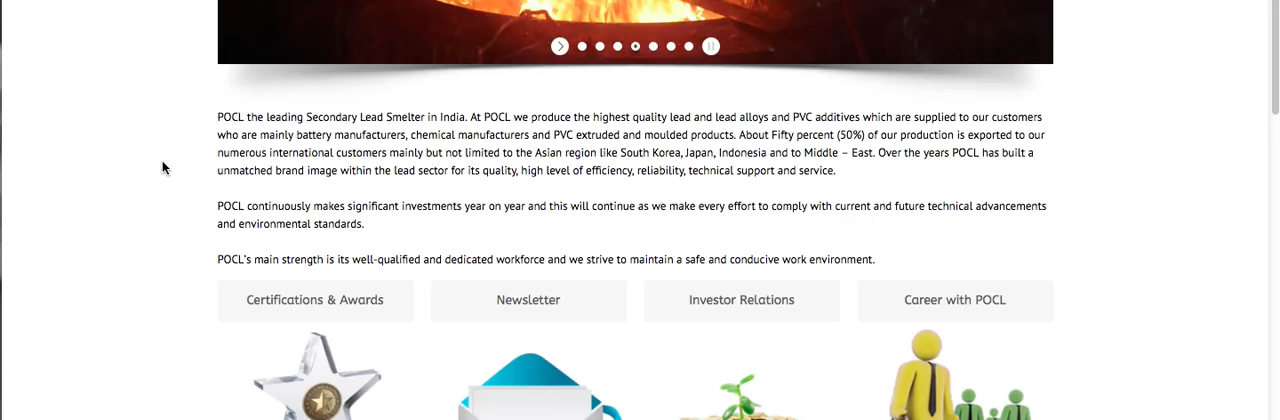 POCL the leading Secondary Lead Smelter in India. At POCL we produce the highest quality lead and lead alloys and PVC additives which are supplied to our customers
who are mainly battery manufacturers, chemical manufacturers and PVC extruded and moulded products. About Fifty percent (50%) of our production is exported to our
numerous international customers mainly but not limited to the Asian region like South Korea, Japan, Indonesia and to Middle – East. Over the years POCL has built a
unmatched brand image within the lead sector for its quality, high level of efficiency, reliability, technical support and service.
POCL continuously makes significant investments year on year and this will continue as we make every effort to comply with current and future technical advancements
and environmental standards.
POCL's main strength is its well-qualified and dedicated workforce and we strive to maintain a safe and conducive work environment.
Certifications & Awards
Newsletter
Investor Relations
Career with POCL